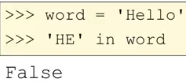 >>> word = 'Hello'
>>> 'HE' in word
False